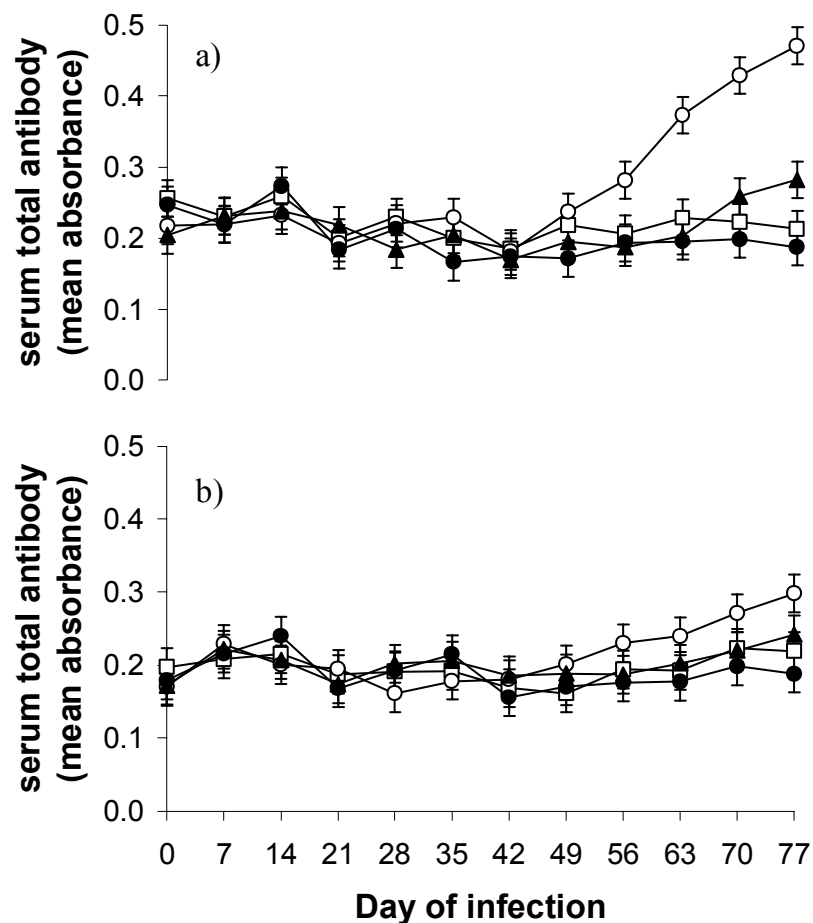 a)
0.5
0.4
0.3
0.2
0.1
0.0
serum total antibody
(mean absorbance)
b)
0.5
0.4
0.3
0.2
0.1
0.0
serum total antibody
(mean absorbance)
0 7 14 21 28 35 42 49 56 63 70 77
Day of infection